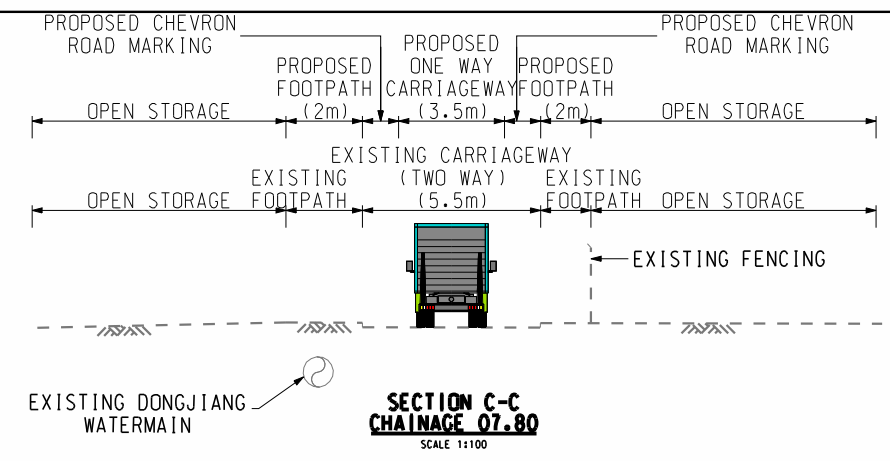 PROPOSED CHEVRON
ROAD MARKING
PROPOSED CHEVRON
ROAD MARKING
PROPOSED
ONE WAY
CARRIAGEWAY
(3.5m)
PROPOSED
FOOTPATH
(2m)
PROPOSED
FOOTPATH
(2m)
OPEN STORAGE
OPEN STORAGE
EXISTING CARRIAGEWAY
(TWO WAY)
(5.5m)
EXISTING
FOOTPATH
EXISTING
FOOTPATH
OPEN STORAGE
OPEN STORAGE
EXISTING FENCING
EXISTING DONGJIANG
WATERMAIN
SECTION C-C
CHAINAGE 07.80
SCALE 1:100